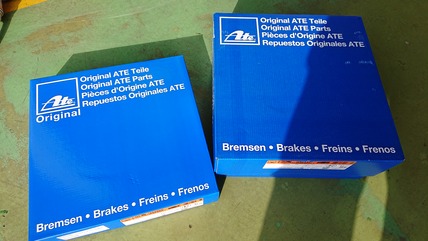 Original ATE Teile
Original ATE Parts
Pièces d'Origine ATE
Repuestos Originales ATE
Ate
Original
Bremsen • Brakes • Freins • Frenos
Original ATE Teile
Original ATE Parts
Pièces d'Origine ATE
Repuestos Originales ATE
Ate
Bremsen • Brakes • Freins • Frenos